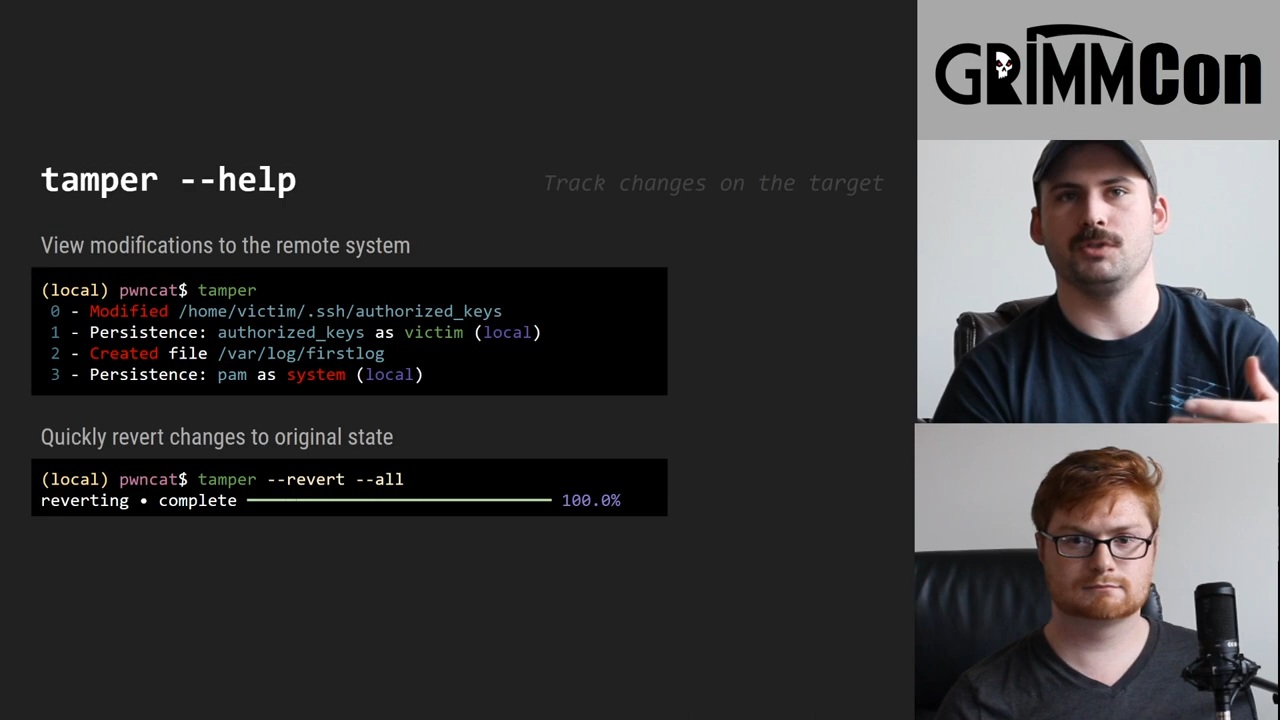 tamper --help
Track changes on the target
View modifications to the remote system
(local) pwncat$ tamper
0 - Modified /home/victim/.ssh/authorized_keys
1 - Persistence: authorized_keys as victim (local)
2 - Created file /var/log/firstlog
3 - Persistence: pam as system (local)
Quickly revert changes to original state
(local) pwncat$ tamper --revert --all
reverting • complete 100.0%
GRIMMCon